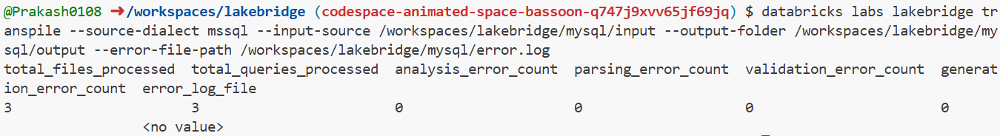 @Prakash0108 ➜/workspaces/lakebridge (codespace-animated-space-bassoon-q747j9xvv65jf69jq) $ databricks labs lakebridge tr
anspile --source-dialect mssql --input-source /workspaces/lakebridge/mysql/input --output-folder /workspaces/lakebridge/my
sql/output --error-file-path /workspaces/lakebridge/mysql/error.log
total_files_processed  total_queries_processed  analysis_error_count  parsing_error_count  validation_error_count  generat
ion_error_count  error_log_file
3                      3                        0                     0                    0                       0
                 <no value>